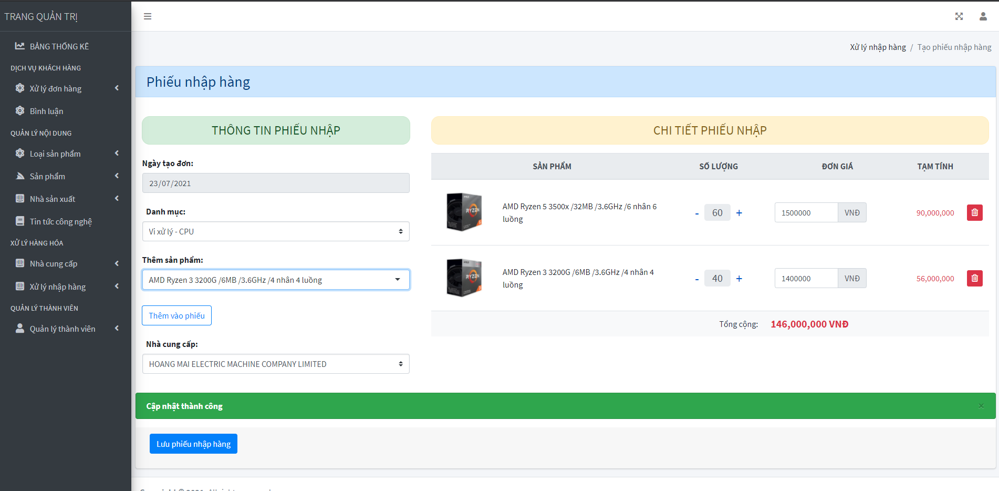 TRANG QUẢN TRỊ
BẢNG THỐNG KÊ
DỊCH VỤ KHÁCH HÀNG
Xử lý đơn hàng
Bình luận
QUẢN LÝ NỘI DUNG
Loại sản phẩm
Sản phẩm
Nhà sản xuất
Tin tức công nghệ
XỬ LÝ HÀNG HÓA
Nhà cung cấp
Xử lý nhập hàng
QUẢN LÝ THÀNH VIÊN
Quản lý thành viên
Xử lý nhập hàng / Tạo phiếu nhập hàng
Phiếu nhập hàng
THÔNG TIN PHIẾU NHẬP
Ngày tạo đơn:
23/07/2021
Danh mục:
Vi xử lý - CPU
Thêm sản phẩm:
AMD Ryzen 3 3200G /6MB /3.6GHz /4 nhân 4 luồng
Thêm vào phiếu
Nhà cung cấp:
HOANG MAI ELECTRIC MACHINE COMPANY LIMITED
CHI TIẾT PHIẾU NHẬP
SẢN PHẨM SỐ LƯỢNG ĐƠN GIÁ TẠM TÍNH
RYZEN
AMD Ryzen 5 3500x /32MB /3.6GHz /6 nhân 6
luồng
- 60 + 1500000 VNĐ 90,000,000
RYZEN
AMD Ryzen 3 3200G /6MB /3.6GHz /4 nhân 4
luồng
- 40 + 1400000 VNĐ 56,000,000
Tổng cộng: 146,000,000 VNĐ
Cập nhật thành công ×
Lưu phiếu nhập hàng